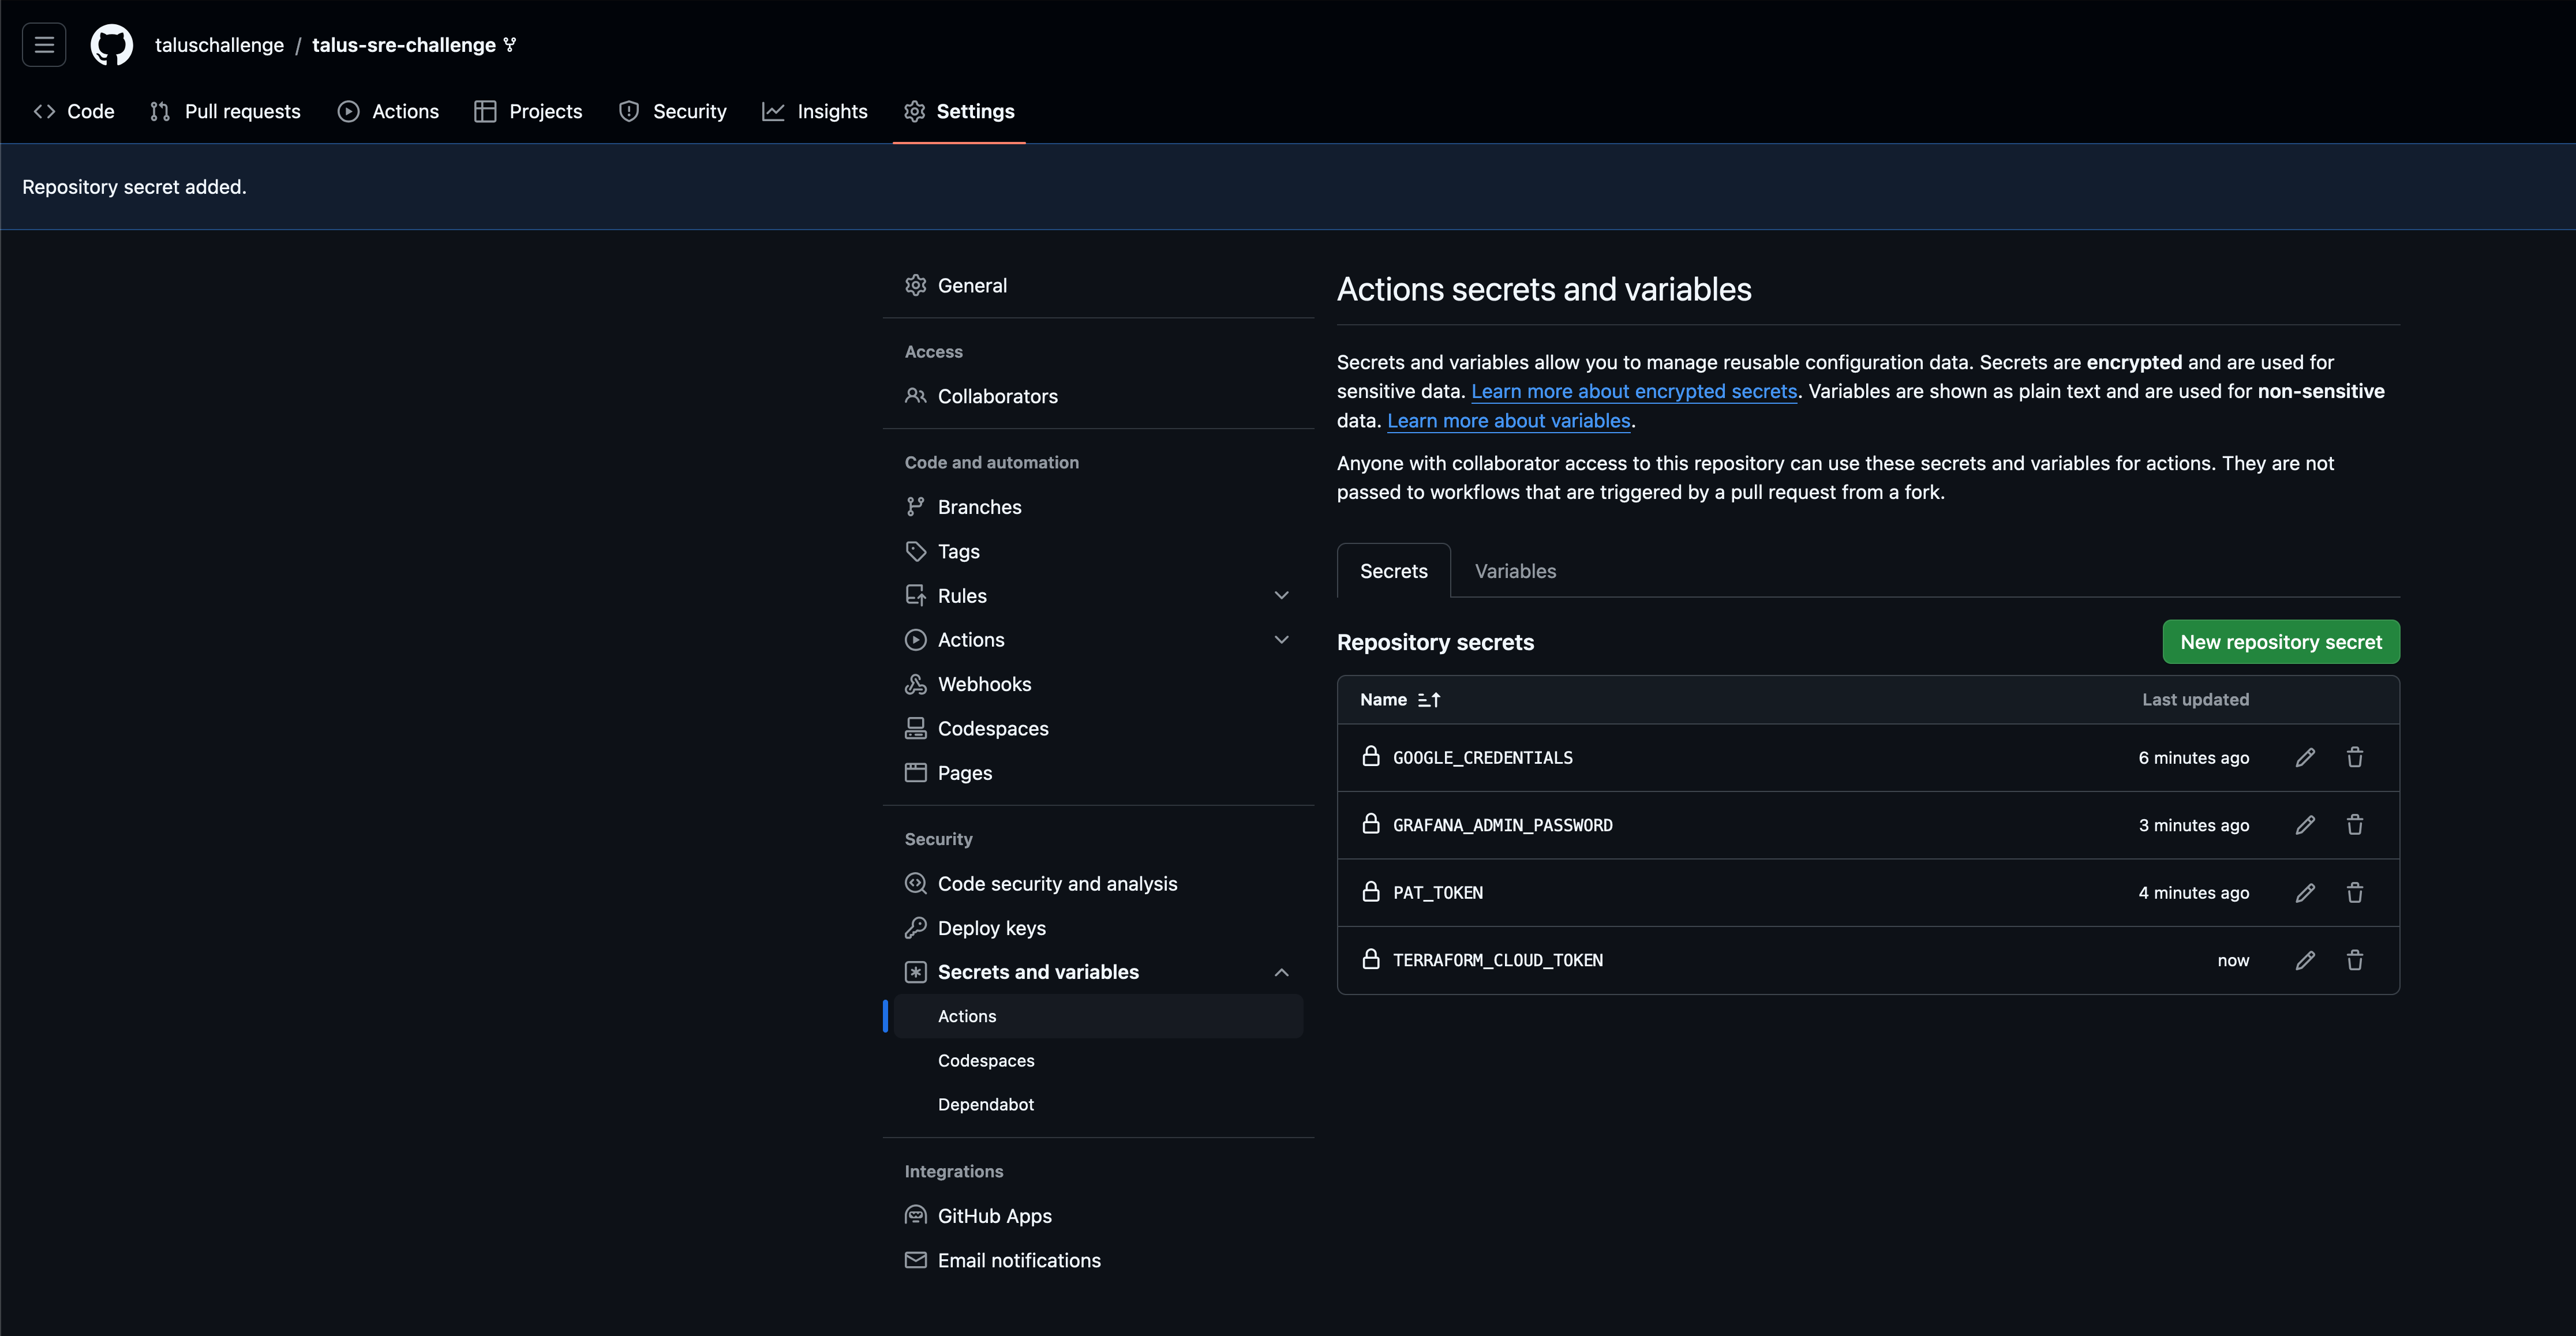 taluschallenge / talus-sre-challenge
Code Pull requests Actions Projects Security Insights Settings
Repository secret added.
General
Access
Collaborators
Code and automation
Branches
Tags
Rules
Actions
Webhooks
Codespaces
Pages
Security
Code security and analysis
Deploy keys
Secrets and variables
Actions
Codespaces
Dependabot
Integrations
GitHub Apps
Email notifications
Actions secrets and variables
Secrets and variables allow you to manage reusable configuration data. Secrets are encrypted and are used for
sensitive data. Learn more about encrypted secrets. Variables are shown as plain text and are used for non-sensitive
data. Learn more about variables.
Anyone with collaborator access to this repository can use these secrets and variables for actions. They are not
passed to workflows that are triggered by a pull request from a fork.
Secrets Variables
Repository secrets New repository secret
Name Last updated
GOOGLE_CREDENTIALS 6 minutes ago
GRAFANA_ADMIN_PASSWORD 3 minutes ago
PAT_TOKEN 4 minutes ago
TERRAFORM_CLOUD_TOKEN now